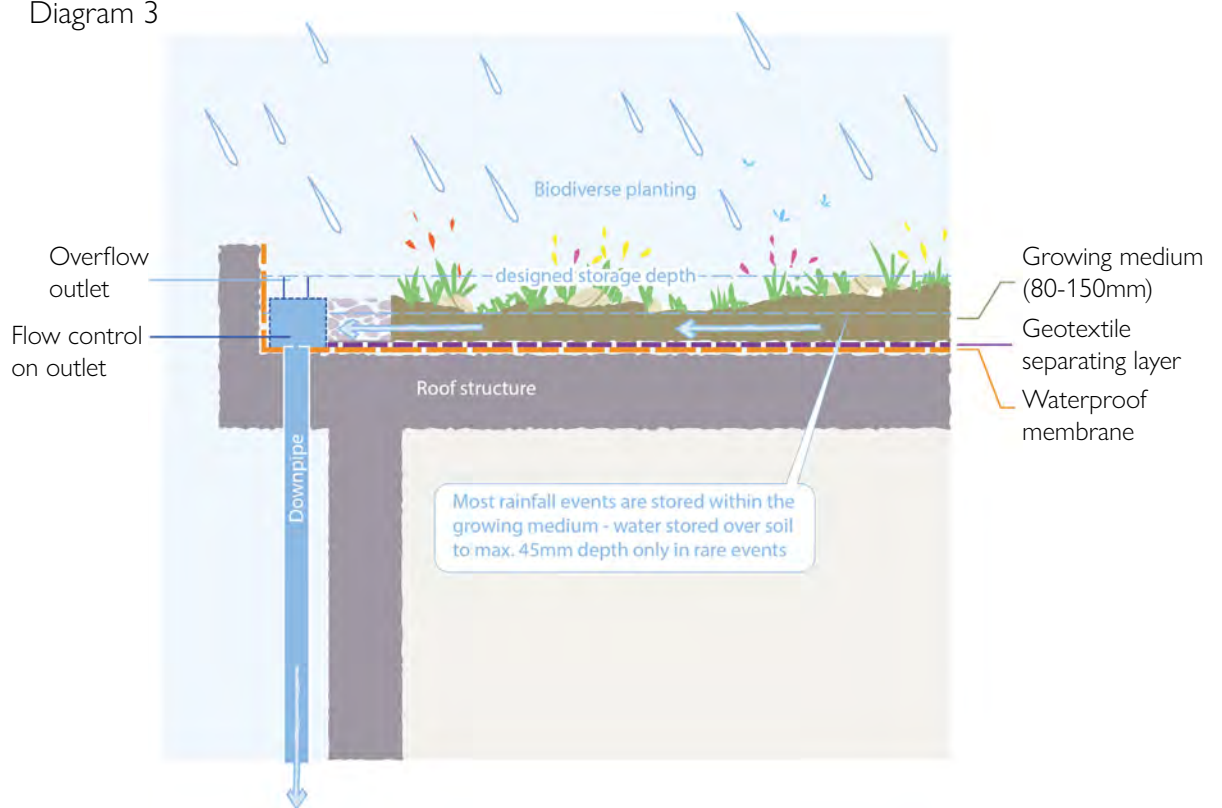 Diagram 3
Biodiverse planting
Overflow
outlet
designed storage depth
Growing medium
(80-150mm)
Flow control
on outlet
Geotextile
separating layer
Roof structure
Waterproof
membrane
Downpipe
Most rainfall events are stored within the
growing medium - water stored over soil
to max. 45mm depth only in rare events